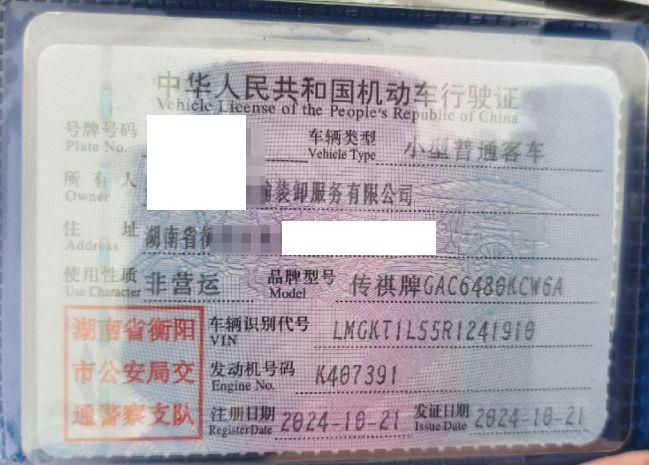 中华人民共和国机动车行驶证
Vehicle License of the People's Republic of China
号牌号码 Plate No. 车辆类型 Vehicle Type 小型普通客车
所有人 Owner 装卸服务有限公司
住址 Address 湖南省衡
使用性质 Use Character 非营运 品牌型号 Model 传祺牌GAC6480KCW6A
湖南省衡阳
市公安局交
通警察支队
车辆识别代号 VIN LMGKT1L55R1241910
发动机号码 Engine No. K407391
注册日期 Register Date 2024-10-21 发证日期 Issue Date 2024-10-21